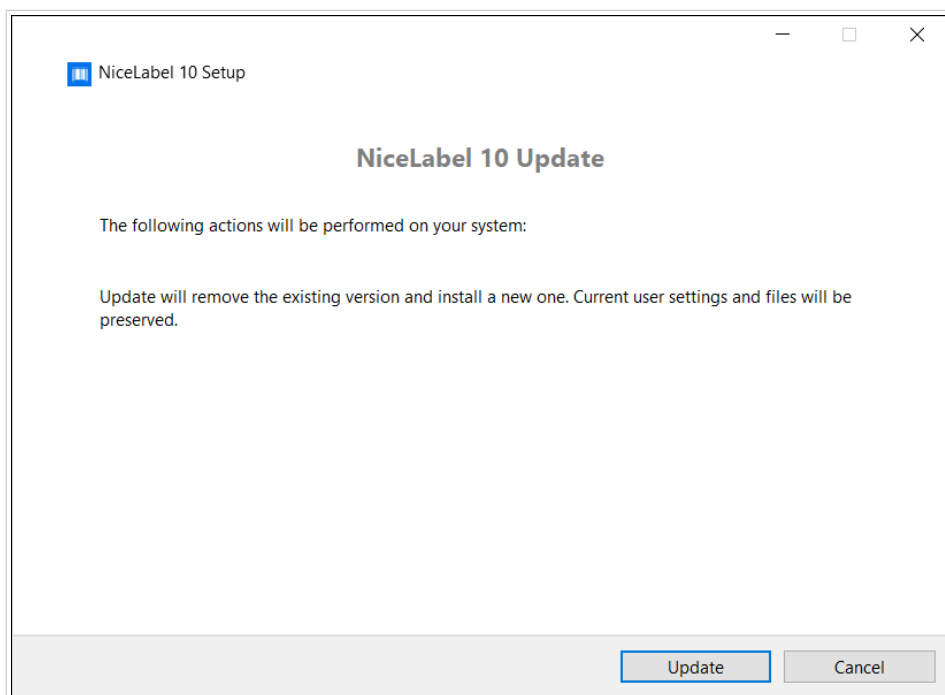 NiceLabel 10 Setup
NiceLabel 10 Update
The following actions will be performed on your system:
Update will remove the existing version and install a new one. Current user settings and files will be
preserved.
Update
Cancel